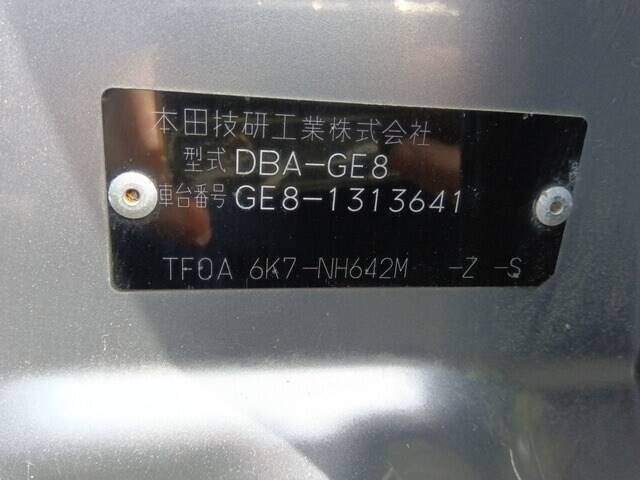 本田技研工業株式会社
型式 DBA-GE8
車台番号 GE8-1313641
TF0A 6K7-NH642M -Z -S